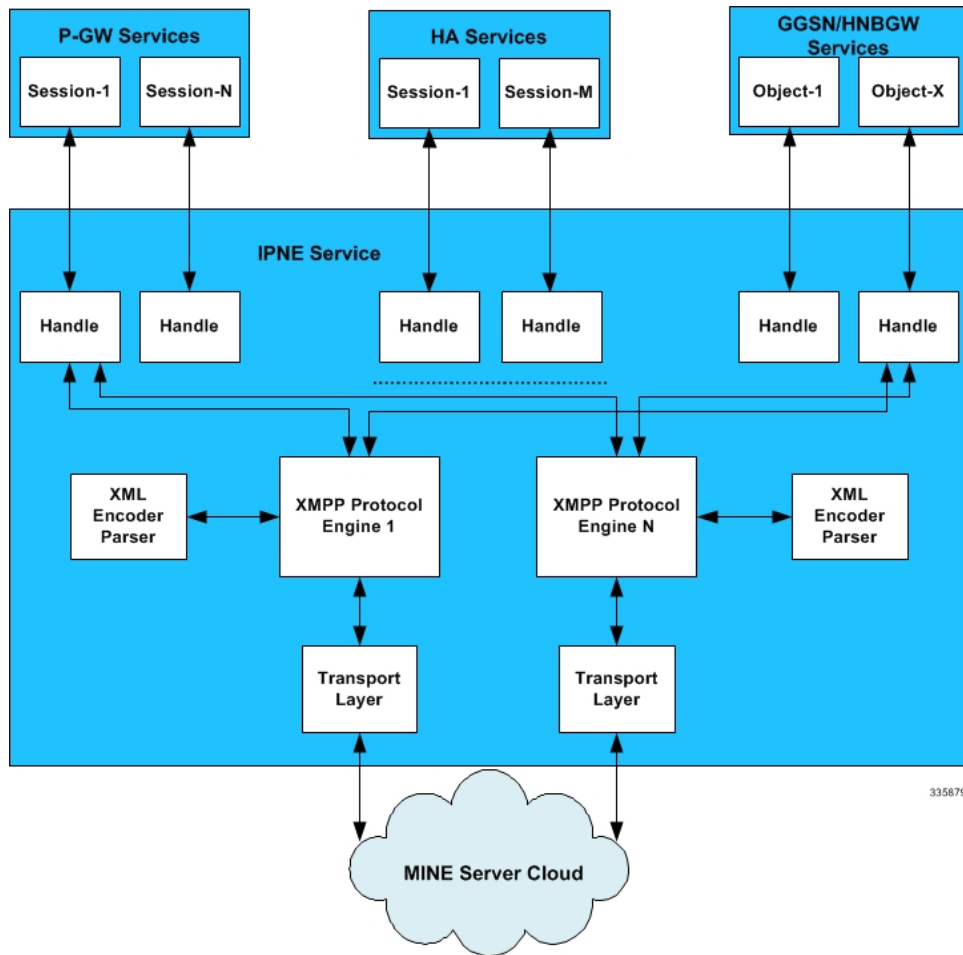 P-GW Services
HA Services
GGSN/HNBGW
Services
Session-1
Session-N
Session-1
Session-M
Object-1
Object-X
IPNE Service
Handle
Handle
Handle
Handle
Handle
Handle
XML
Encoder
Parser
XMPP Protocol
Engine 1
XMPP Protocol
Engine N
XML
Encoder
Parser
Transport
Layer
Transport
Layer
335879
MINE Server Cloud